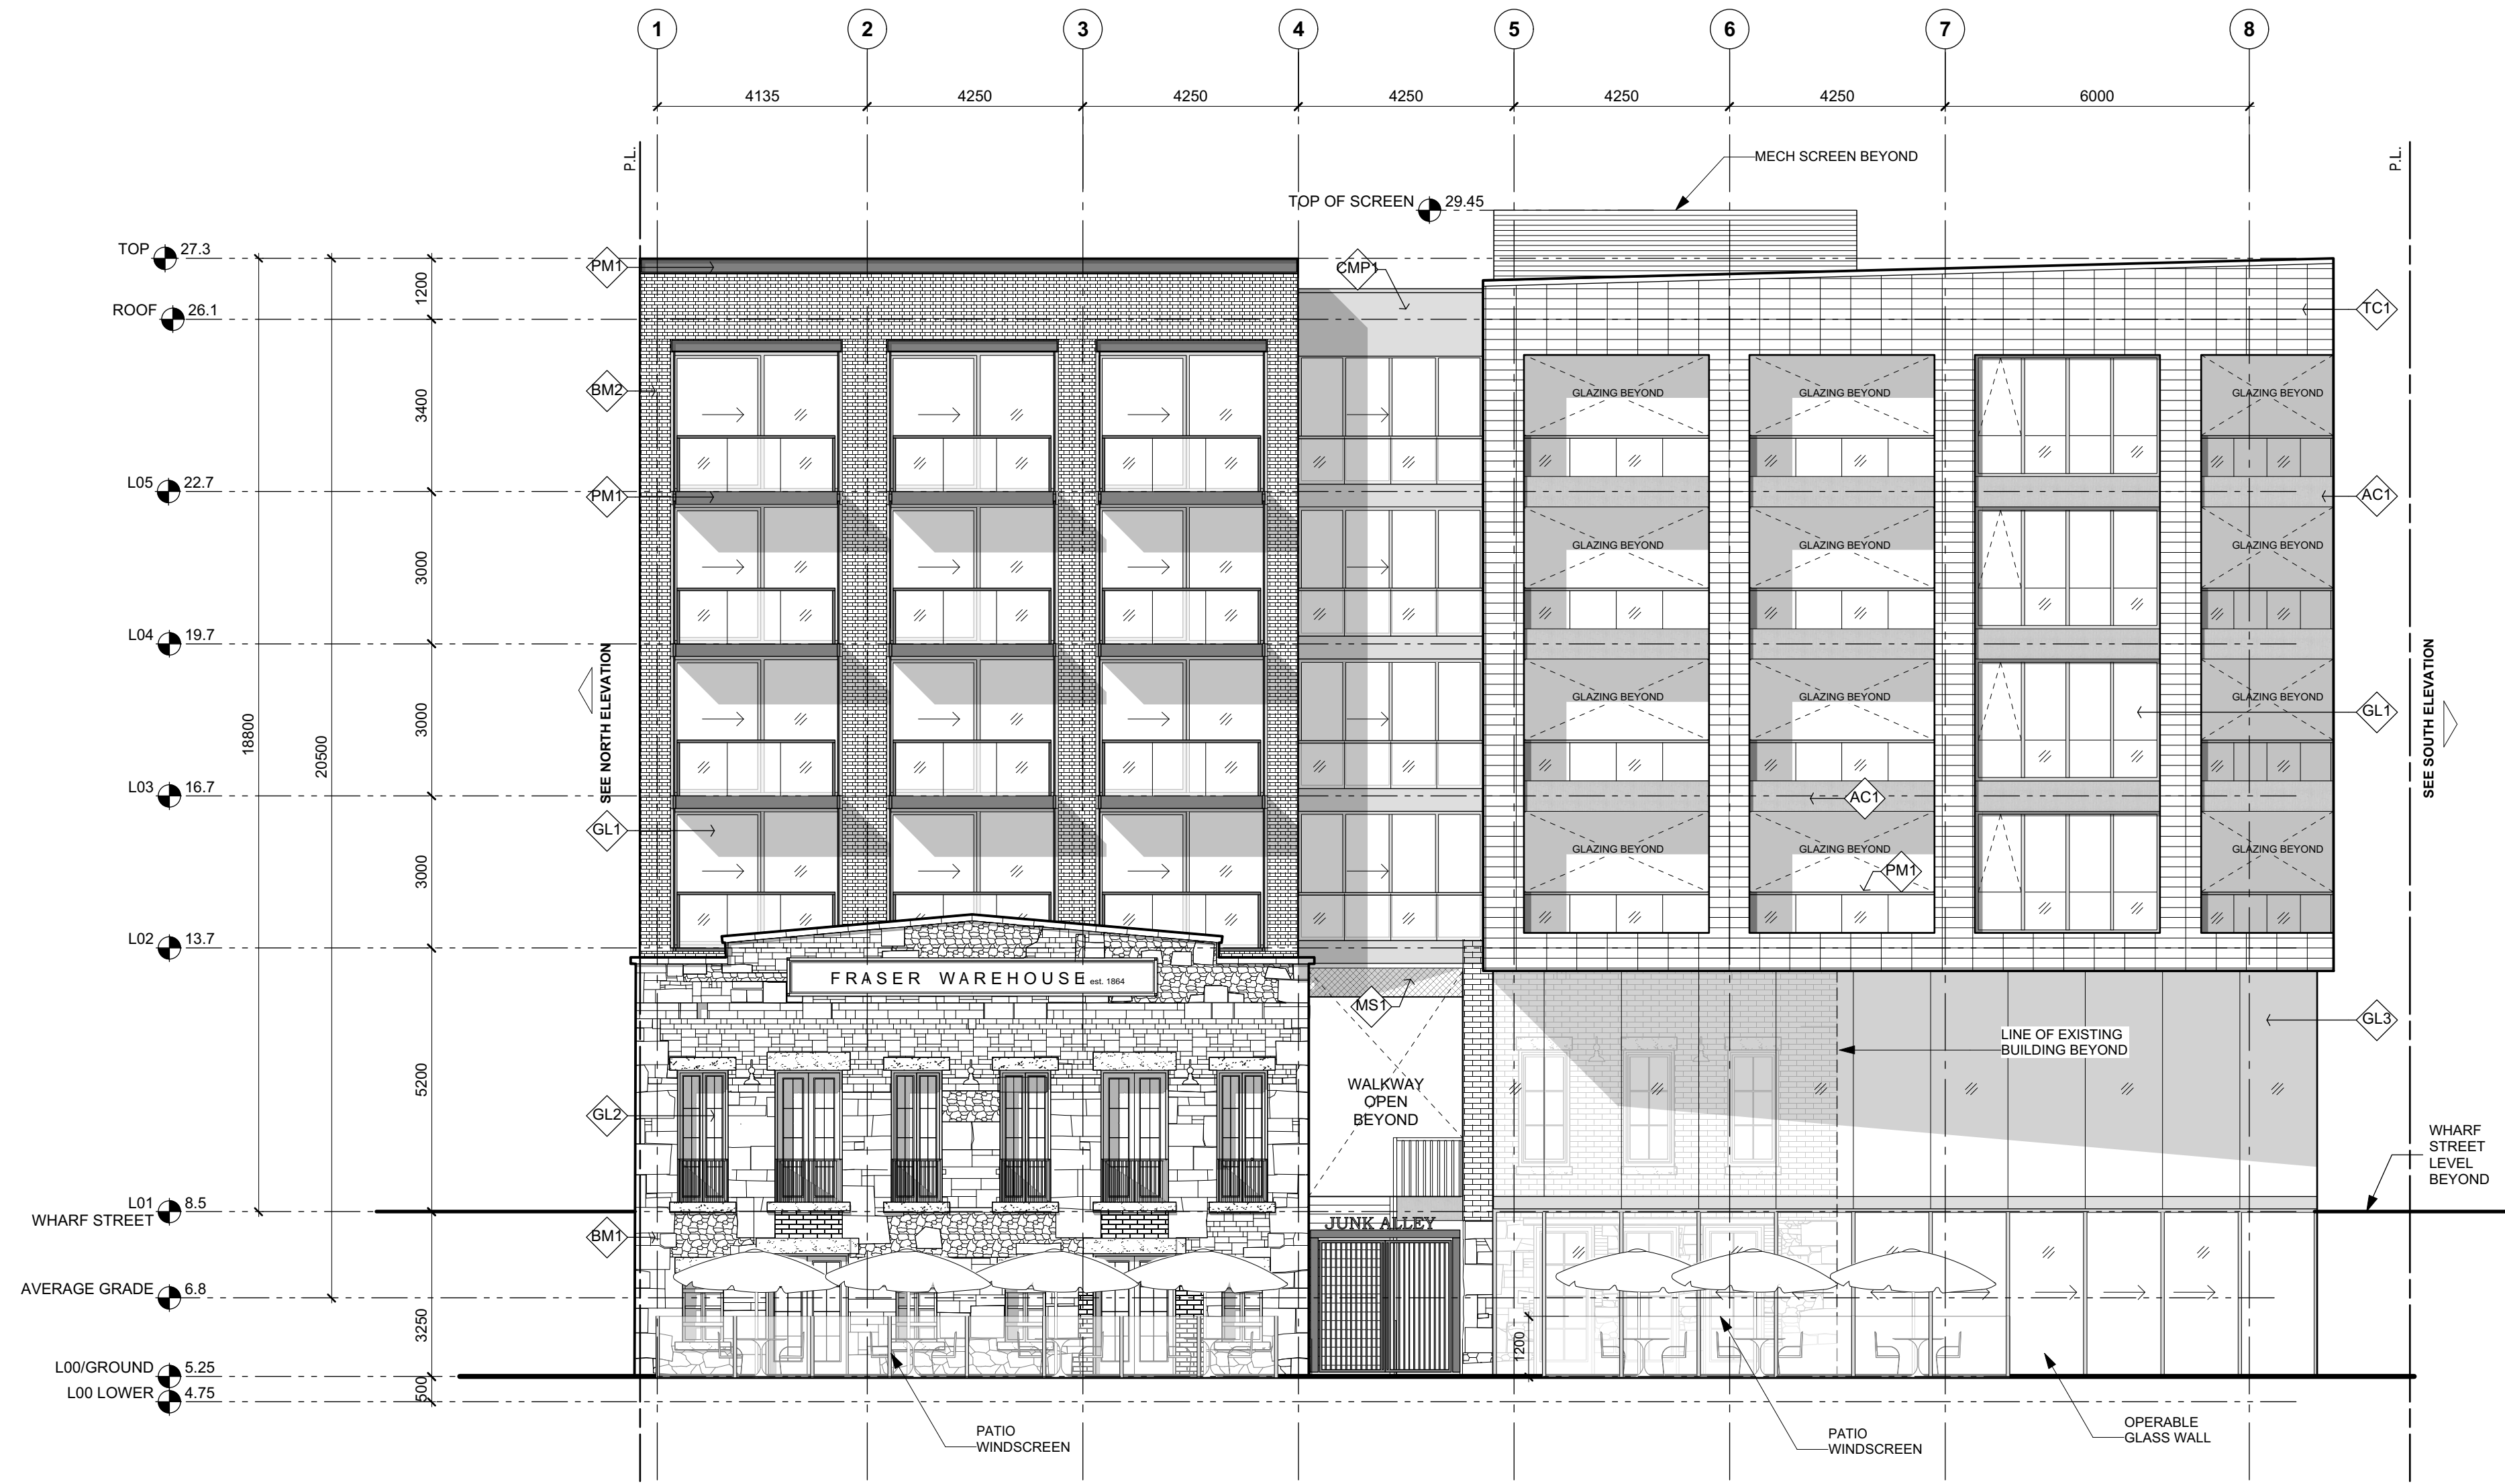 1 2 3 4 5 6 7 8
4135 4250 4250 4250 4250 4250 6000
P.L.
P.L.
MECH SCREEN BEYOND
TOP OF SCREEN 29.45
TOP 27.3
PM1
CMP1
1200
ROOF 26.1
TC1
BM2
3400
GLAZING BEYOND GLAZING BEYOND GLAZING BEYOND
L05 22.7
PM1
AC1
3000
GLAZING BEYOND GLAZING BEYOND GLAZING BEYOND
L04 19.7
SEE NORTH ELEVATION
SEE SOUTH ELEVATION
18800
20500
3000
GLAZING BEYOND GLAZING BEYOND GLAZING BEYOND
GL1
L03 16.7
AC1
GL1
3000
GLAZING BEYOND GLAZING BEYOND GLAZING BEYOND
PM1
L02 13.7
FRASER WAREHOUSE est. 1864
MS1
GL3
LINE OF EXISTING
BUILDING BEYOND
5200
GL2
WALKWAY
OPEN
BEYOND
WHARF
STREET
LEVEL
BEYOND
L01 8.5
WHARF STREET
JUNK ALLEY
BM1
AVERAGE GRADE 6.8
3250
1200
L00/GROUND 5.25
500
L00 LOWER 4.75
PATIO
WINDSCREEN
PATIO
WINDSCREEN
OPERABLE
GLASS WALL